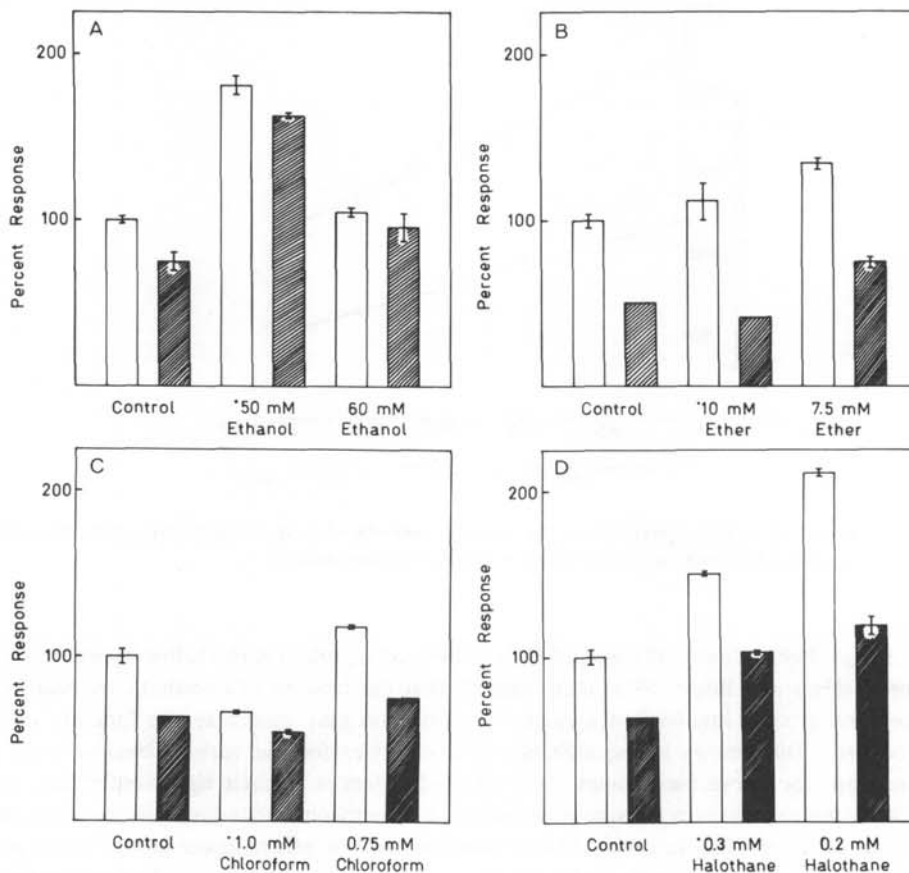 A
200
100
Percent Response
Control
*50 mM
Ethanol
60 mM
Ethanol
B
200
100
Percent Response
Control
*10 mM
Ether
7.5 mM
Ether
C
200
100
Percent Response
Control
*1.0 mM
Chloroform
0.75 mM
Chloroform
D
200
100
Percent Response
Control
*0.3 mM
Halothane
0.2 mM
Halothane